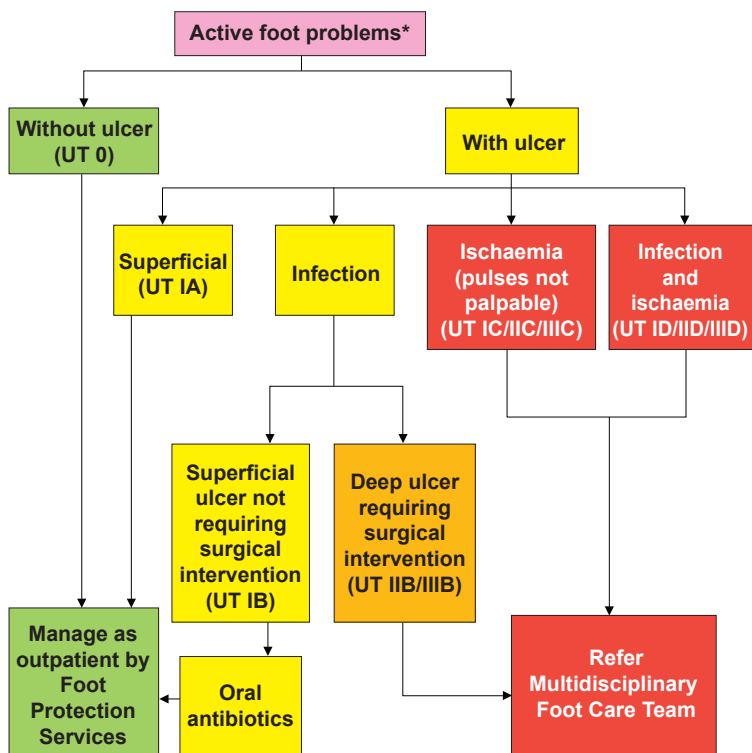 Active foot problems*
Without ulcer
(UT 0)
With ulcer
Superficial
(UT IA)
Infection
Ischaemia
(pulses not
palpable)
(UT IC/IIC/IIIC)
Infection
and
ischaemia
(UT ID/IID/IIID)
Superficial
ulcer not
requiring
surgical
intervention
(UT IB)
Deep ulcer
requiring
surgical
intervention
(UT IIB/IIIB)
Manage as
outpatient by
Foot
Protection
Services
Oral
antibiotics
Refer
Multidisciplinary
Foot Care Team